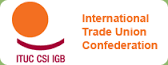 ITUC CSI IGB
International
Trade Union
Confederation